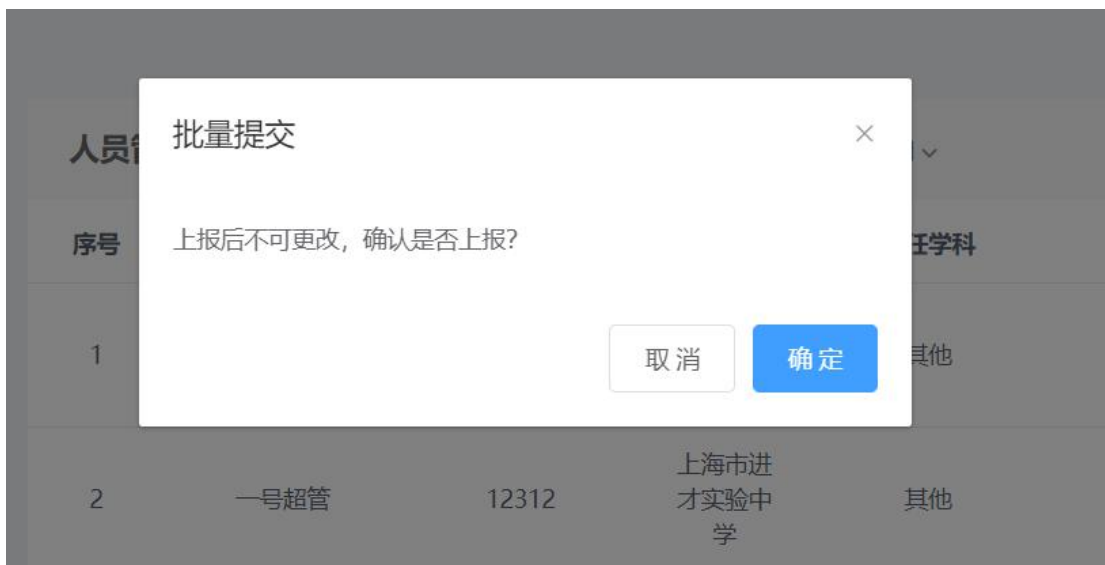 批量提交
人员
序号
上报后不可更改，确认是否上报?
任学科
1
取消
确定
其他
2
一号超管
12312
上海市进
才实验中
学
其他